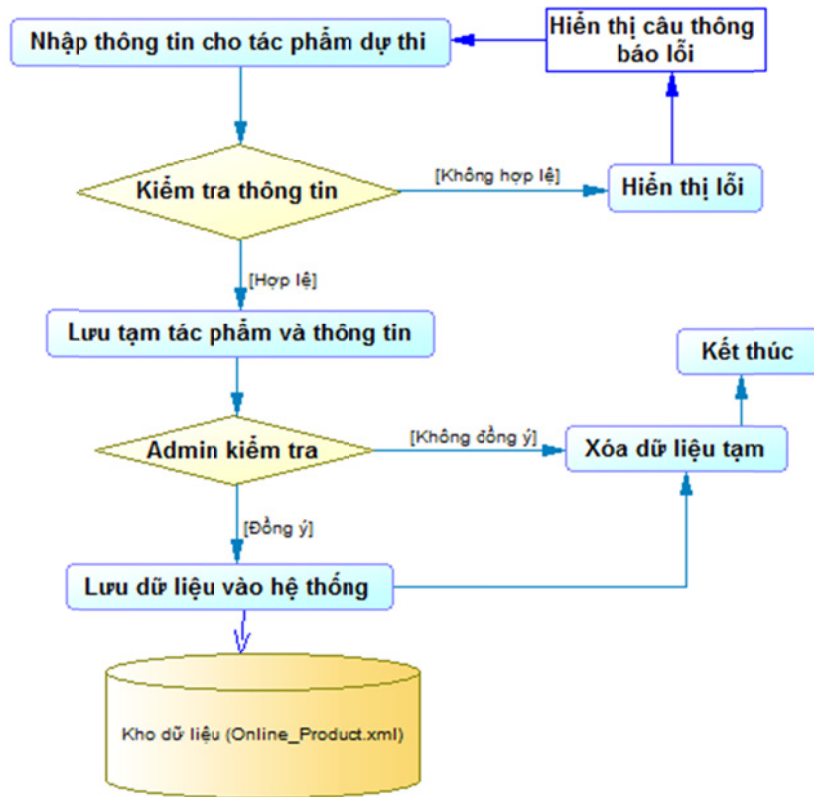 Nhập thông tin cho tác phẩm dự thi
Hiển thị câu thông
báo lỗi
Kiểm tra thông tin
[Không hợp lệ]
Hiển thị lỗi
[Hợp lệ]
Lưu tạm tác phẩm và thông tin
Kết thúc
Admin kiểm tra
[Không đồng ý]
Xóa dữ liệu tạm
[Đồng ý]
Lưu dữ liệu vào hệ thống
Kho dữ liệu (Online_Product.xml)